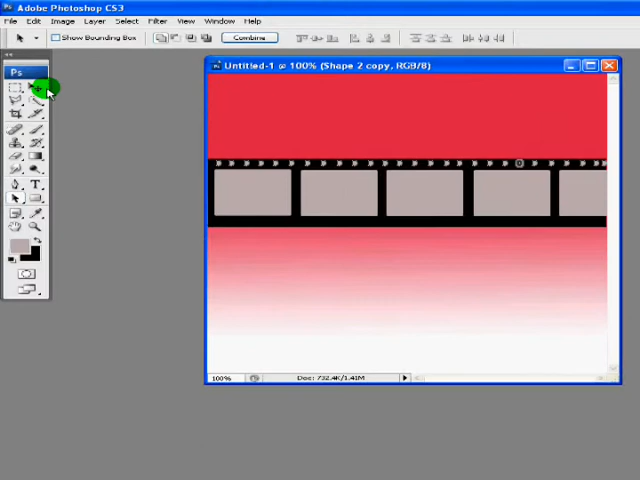 Adobe Photoshop CS3
File Edit Image Layer Select Filter View Window Help
Show Bounding Box Combine
Ps
Untitled-1 @ 100% (Shape 2 copy, RGB/8)
T
100% Doc: 732.4K/1.41M